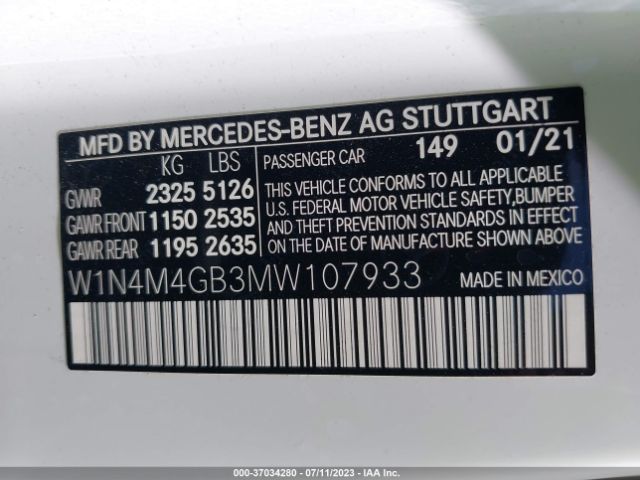 MFD BY MERCEDES-BENZ AG STUTTGART
KG LBS
GVWR 2325 5126
GAWR FRONT 1150 2535
GAWR REAR 1195 2635
PASSENGER CAR 149 01/21
THIS VEHICLE CONFORMS TO ALL APPLICABLE
U.S. FEDERAL MOTOR VEHICLE SAFETY, BUMPER
AND THEFT PREVENTION STANDARDS IN EFFECT
ON THE DATE OF MANUFACTURE SHOWN ABOVE
W1N4M4GB3MW107933
MADE IN MEXICO
000-37034280 - 07/11/2023 - IAAI.COM